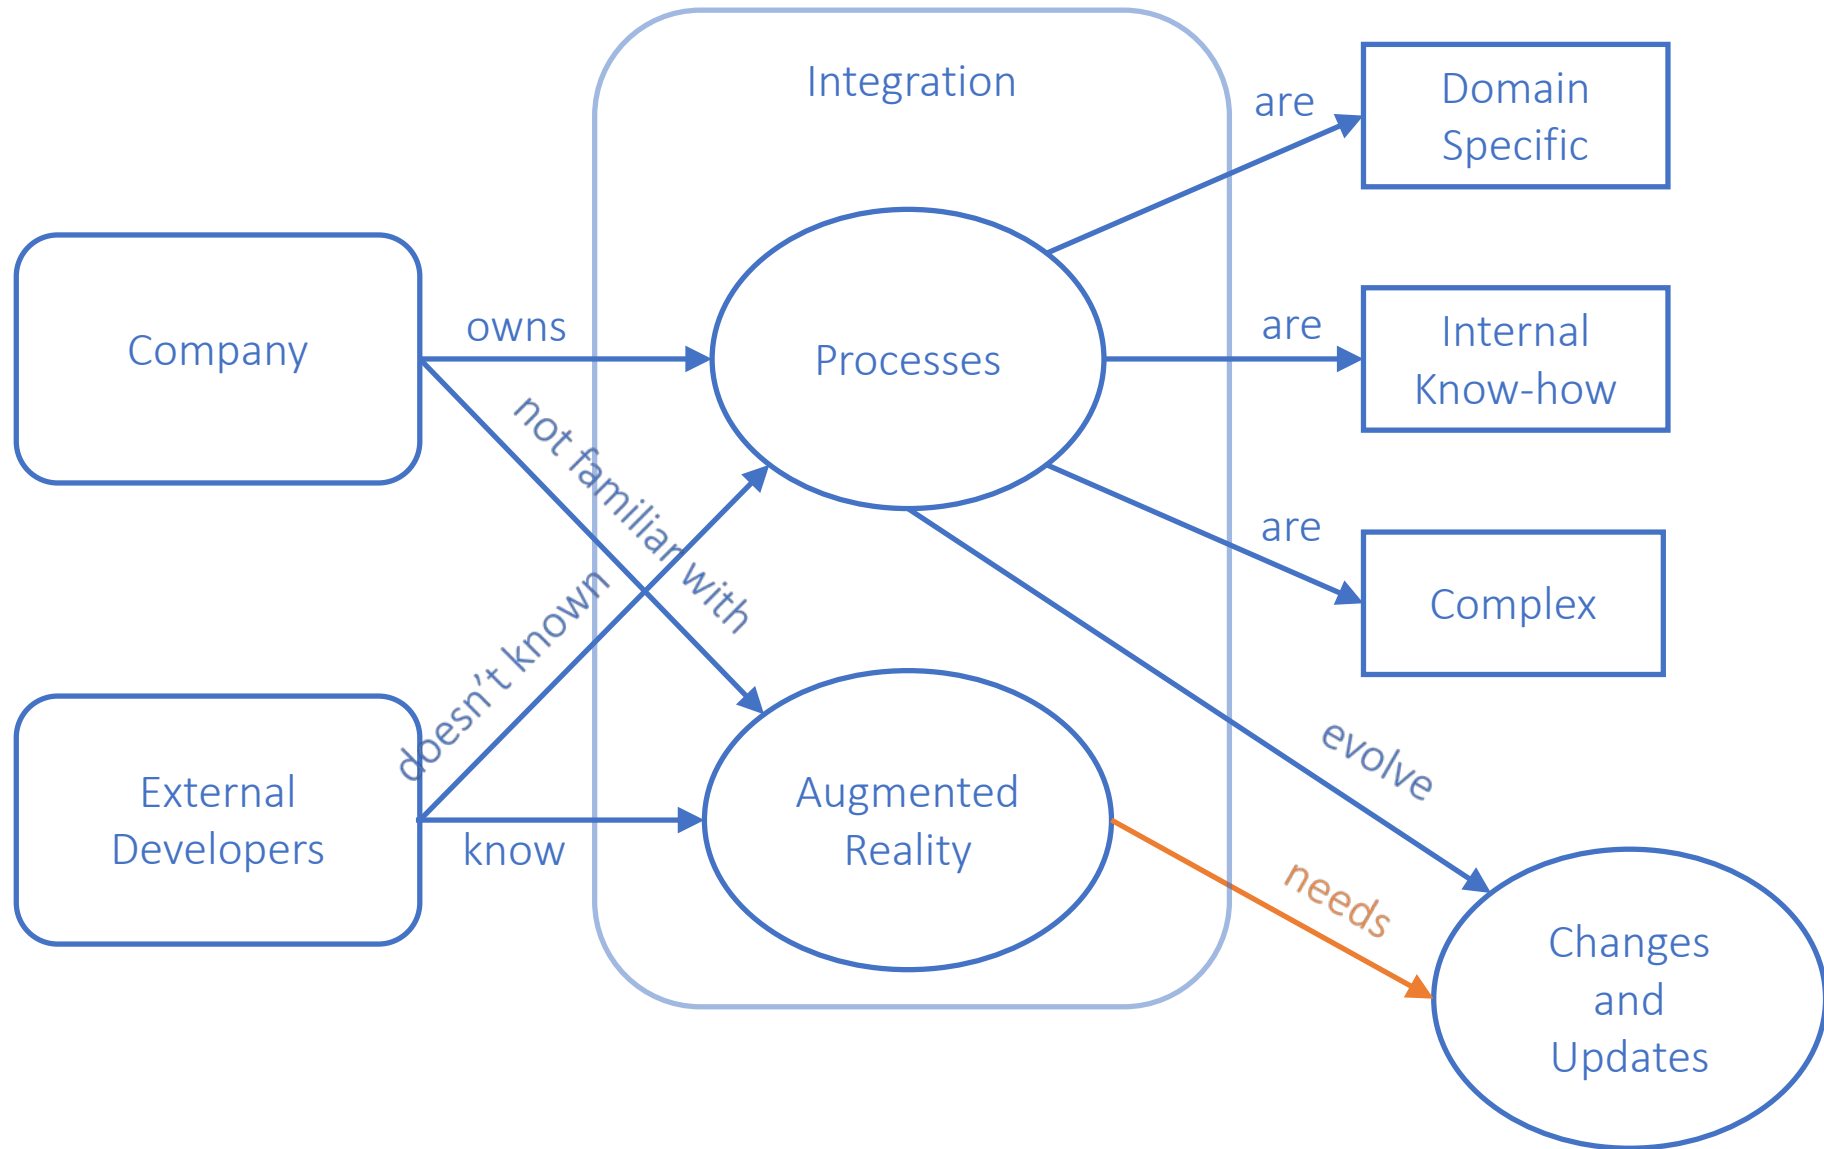 Integration
are
Domain
Specific
Company
owns
Processes
are
Internal
Know-how
not familiar with
are
Complex
doesn't known
External
Developers
know
Augmented
Reality
evolve
needs
Changes
and
Updates